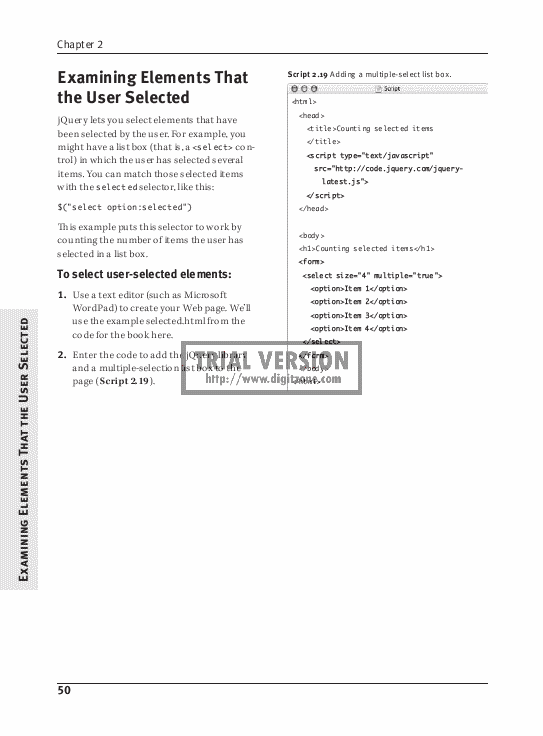 Chapter 2
Examining Elements That
the User Selected
jQuery lets you select elements that have
been selected by the user. For example, you
might have a list box (that is, a <select> con-
trol) in which the user has selected several
items. You can match those selected items
with the selected selector, like this:
$("select option:selected")
This example puts this selector to work by
counting the number of items the user has
selected in a list box.
To select user-selected elements:
1. Use a text editor (such as Microsoft
WordPad) to create your Web page. We'll
use the example selected.html from the
code for the book here.
2. Enter the code to add the jQuery library
and a multiple-selection list box to the
page (Script 2.19).
Script 2.19 Adding a multiple-select list box.
Script
<html>
<head>
<title>Counting selected items
</title>
<script type="text/javascript"
src="http://code.jquery.com/jquery-
latest.js">
</script>
</head>
<body>
<h1>Counting selected items</h1>
<form>
<select size="4" multiple="true">
<option>Item 1</option>
<option>Item 2</option>
<option>Item 3</option>
<option>Item 4</option>
</select>
</form>
</body>
</html>
TRIAL VERSION
http://www.digitzone.com
Examining Elements That the User Selected
50